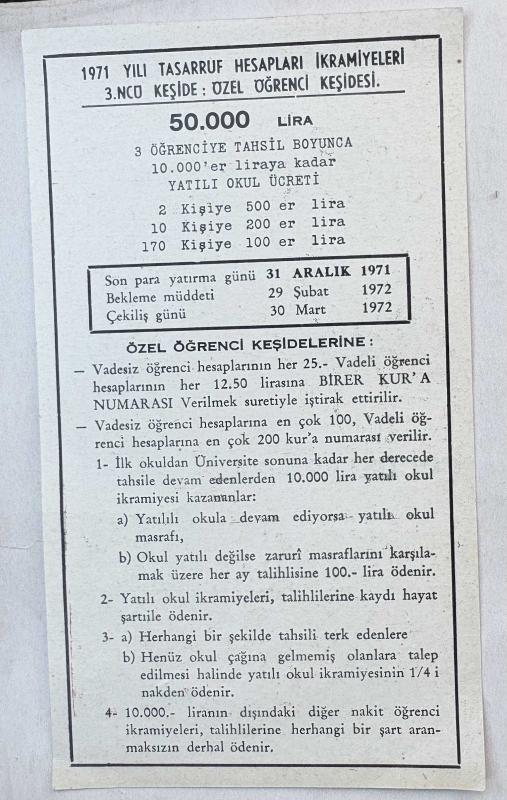 1971 YILI TASARRUF HESAPLARI İKRAMİYELERİ
3.NCÜ KEŞİDE : ÖZEL ÖĞRENCİ KEŞİDESİ.
50.000 LİRA
3 ÖĞRENCİYE TAHSİL BOYUNCA
10.000'er liraya kadar
YATILI OKUL ÜCRETİ
2 Kişiye 500 er lira
10 Kişiye 200 er lira
170 Kişiye 100 er lira
Son para yatırma günü 31 ARALIK 1971
Bekleme müddeti 29 Şubat 1972
Çekiliş günü 30 Mart 1972
ÖZEL ÖĞRENCİ KEŞİDELERİNE :
— Vadesiz öğrenci hesaplarının her 25.- Vadeli öğrenci
hesaplarının her 12.50 lirasına BİRER KUR'A
NUMARASI Verilmek suretiyle iştirak ettirilir.
— Vadesiz öğrenci hesaplarına en çok 100, Vadeli öğ-
renci hesaplarına en çok 200 kur'a numarası verilir.
1- İlk okuldan Üniversite sonuna kadar her derecede
tahsile devam edenlerden 10.000 lira yatılı okul
ikramiyesi kazananlar:
a) Yatılılı okula devam ediyorsa yatılı okul
masrafı,
b) Okul yatılı değilse zarurî masraflarını karşıla-
mak üzere her ay talihlisine 100.- lira ödenir.
2- Yatılı okul ikramiyeleri, talihlilerine kaydı hayat
şartıile ödenir.
3- a) Herhangi bir şekilde tahsili terk edenlere
b) Henüz okul çağına gelmemiş olanlara talep
edilmesi halinde yatılı okul ikramiyesinin 1/4 i
nakden ödenir.
4- 10.000.- liranın dışındaki diğer nakit öğrenci
ikramiyeleri, talihlilerine herhangi bir şart aran-
maksızın derhal ödenir.